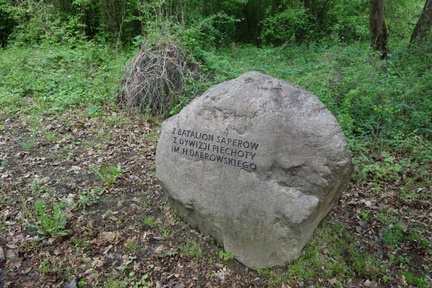 2 BATALION SAPERÓW
2 DYWIZJI PIECHOTY
IM. H. DĄBROWSKIEGO